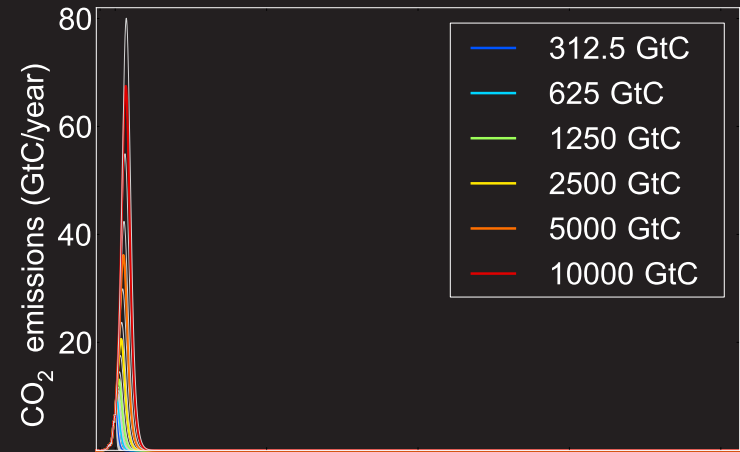 80
60
40
20
CO2 emissions (GtC/year)
312.5 GtC
625 GtC
1250 GtC
2500 GtC
5000 GtC
10000 GtC